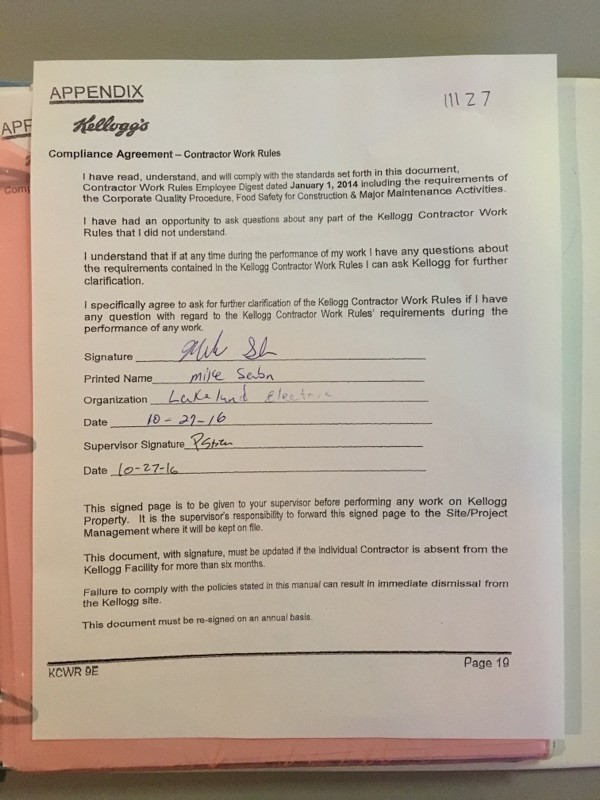 APPENDIX
11127
Kellogg's
Compliance Agreement – Contractor Work Rules
I have read, understand, and will comply with the standards set forth in this document,
Contractor Work Rules Employee Digest dated January 1, 2014 including the requirements of
the Corporate Quality Procedure, Food Safety for Construction & Major Maintenance Activities.
I have had an opportunity to ask questions about any part of the Kellogg Contractor Work
Rules that I did not understand.
I understand that if at any time during the performance of my work I have any questions about
the requirements contained in the Kellogg Contractor Work Rules I can ask Kellogg for further
clarification.
I specifically agree to ask for further clarification of the Kellogg Contractor Work Rules if I have
any question with regard to the Kellogg Contractor Work Rules' requirements during the
performance of any work.
Signature
Printed Name mike
Organization Lakeland Electric
Date 10-27-16
Supervisor Signature
Date 10-27-16
This signed page is to be given to your supervisor before performing any work on Kellogg
Property. It is the supervisor's responsibility to forward this signed page to the Site/Project
Management where it will be kept on file.
This document, with signature, must be updated if the individual Contractor is absent from the
Kellogg Facility for more than six months.
Failure to comply with the policies stated in this manual can result in immediate dismissal from
the Kellogg site.
This document must be re-signed on an annual basis.
KCWR 9E
Page 19